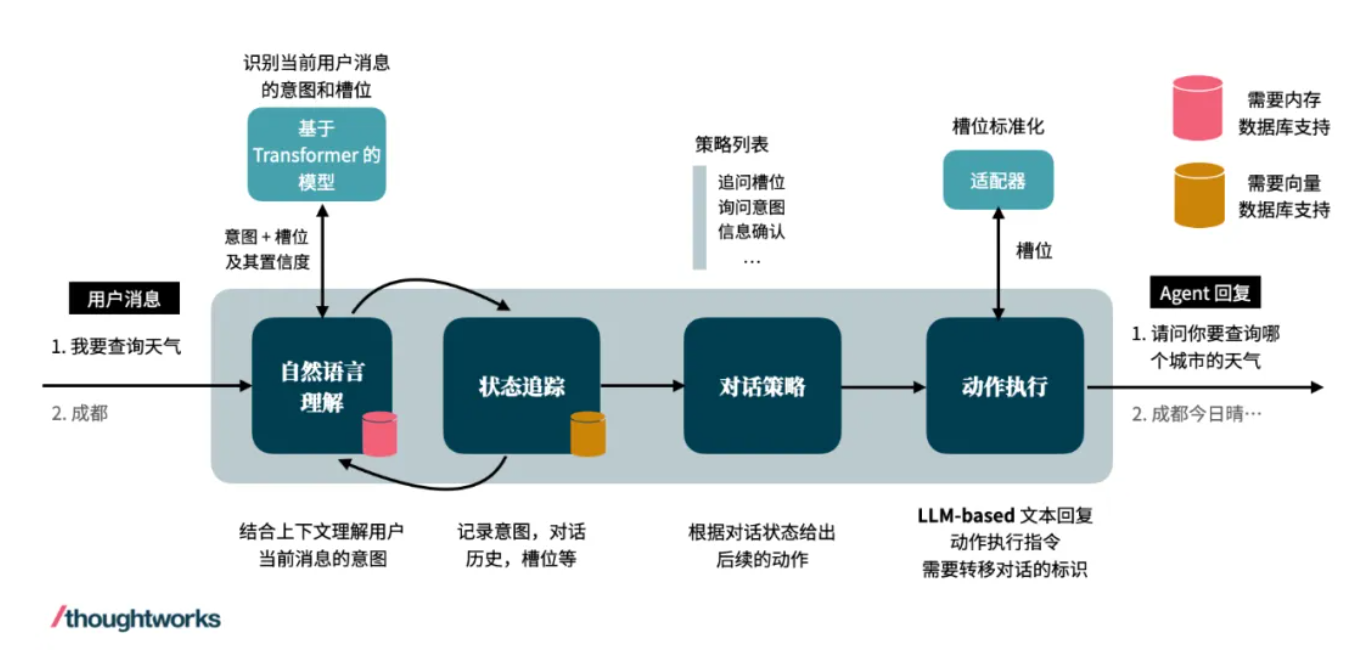 识别当前用户消息
的意图和槽位
基于
Transformer 的
模型
意图 + 槽位
及其置信度
策略列表
追问槽位
询问意图
信息确认
…
槽位标准化
适配器
槽位
需要内存
数据库支持
需要向量
数据库支持
用户消息
1. 我要查询天气
2. 成都
自然语言
理解
状态追踪
对话策略
动作执行
Agent 回复
1. 请问你要查询哪
个城市的天气
2. 成都今日晴…
结合上下文理解用户
当前消息的意图
记录意图，对话
历史，槽位等
根据对话状态给出
后续的动作
LLM-based 文本回复
动作执行指令
需要转移对话的标识
/thoughtworks